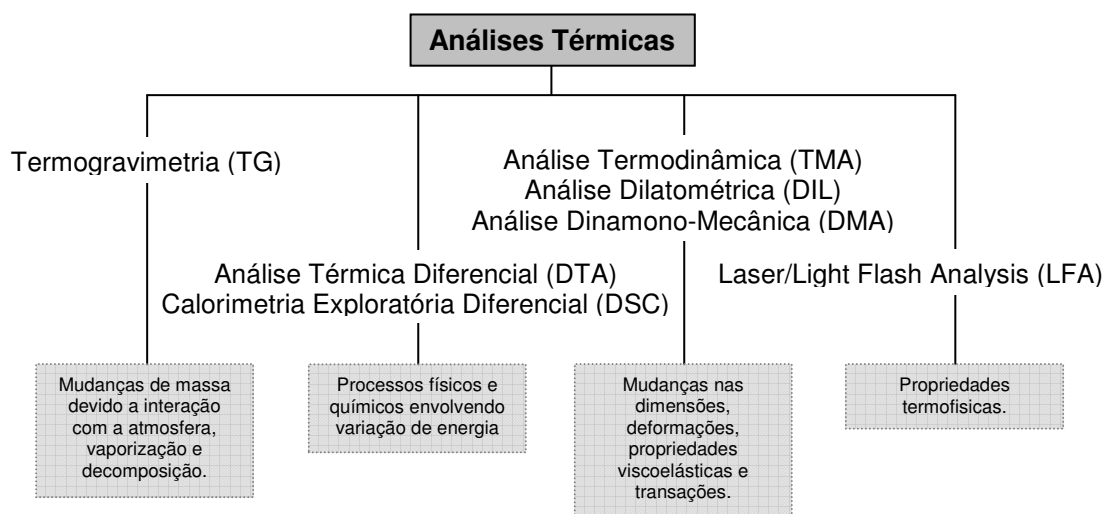 Análises Térmicas
Termogravimetria (TG)
Análise Termodinâmica (TMA)
Análise Dilatométrica (DIL)
Análise Dinamono-Mecânica (DMA)
Análise Térmica Diferencial (DTA)
Calorimetria Exploratória Diferencial (DSC)
Laser/Light Flash Analysis (LFA)
Mudanças de massa
devido a interação
com a atmosfera,
vaporização e
decomposição.
Processos físicos e
químicos envolvendo
variação de energia
Mudanças nas
dimensões,
deformações,
propriedades
viscoelásticas e
transações.
Propriedades
termofisicas.